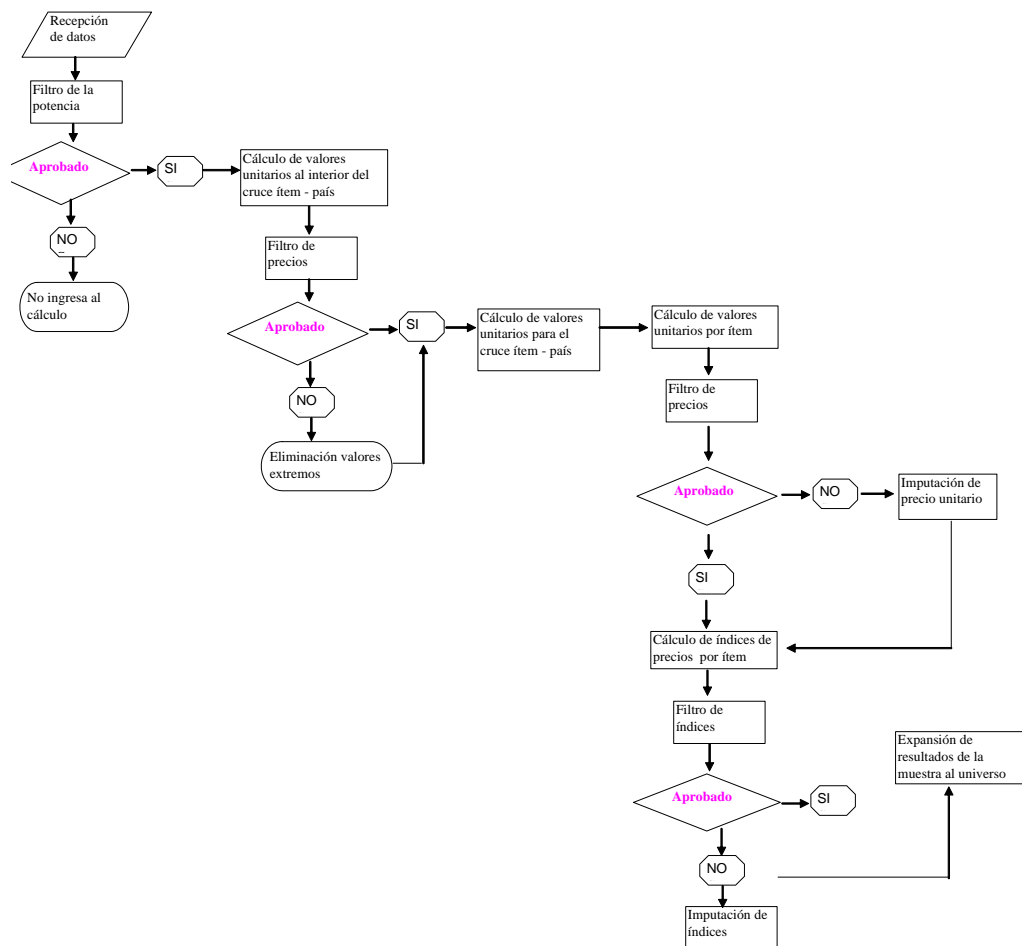 Recepción
de datos
Filtro de la
potencia
Aprobado
SI
Cálculo de valores
unitarios al interior del
cruce ítem - país
NO
No ingresa al
cálculo
Filtro de
precios
Aprobado
SI
Cálculo de valores
unitarios para el
cruce ítem - país
Cálculo de valores
unitarios por ítem
NO
Eliminación valores
extremos
Filtro de
precios
Aprobado
NO
Imputación de
precio unitario
SI
Cálculo de índices de
precios por ítem
Filtro de
índices
Aprobado
SI
Expansión de
resultados de la
muestra al universo
NO
Imputación de
índices